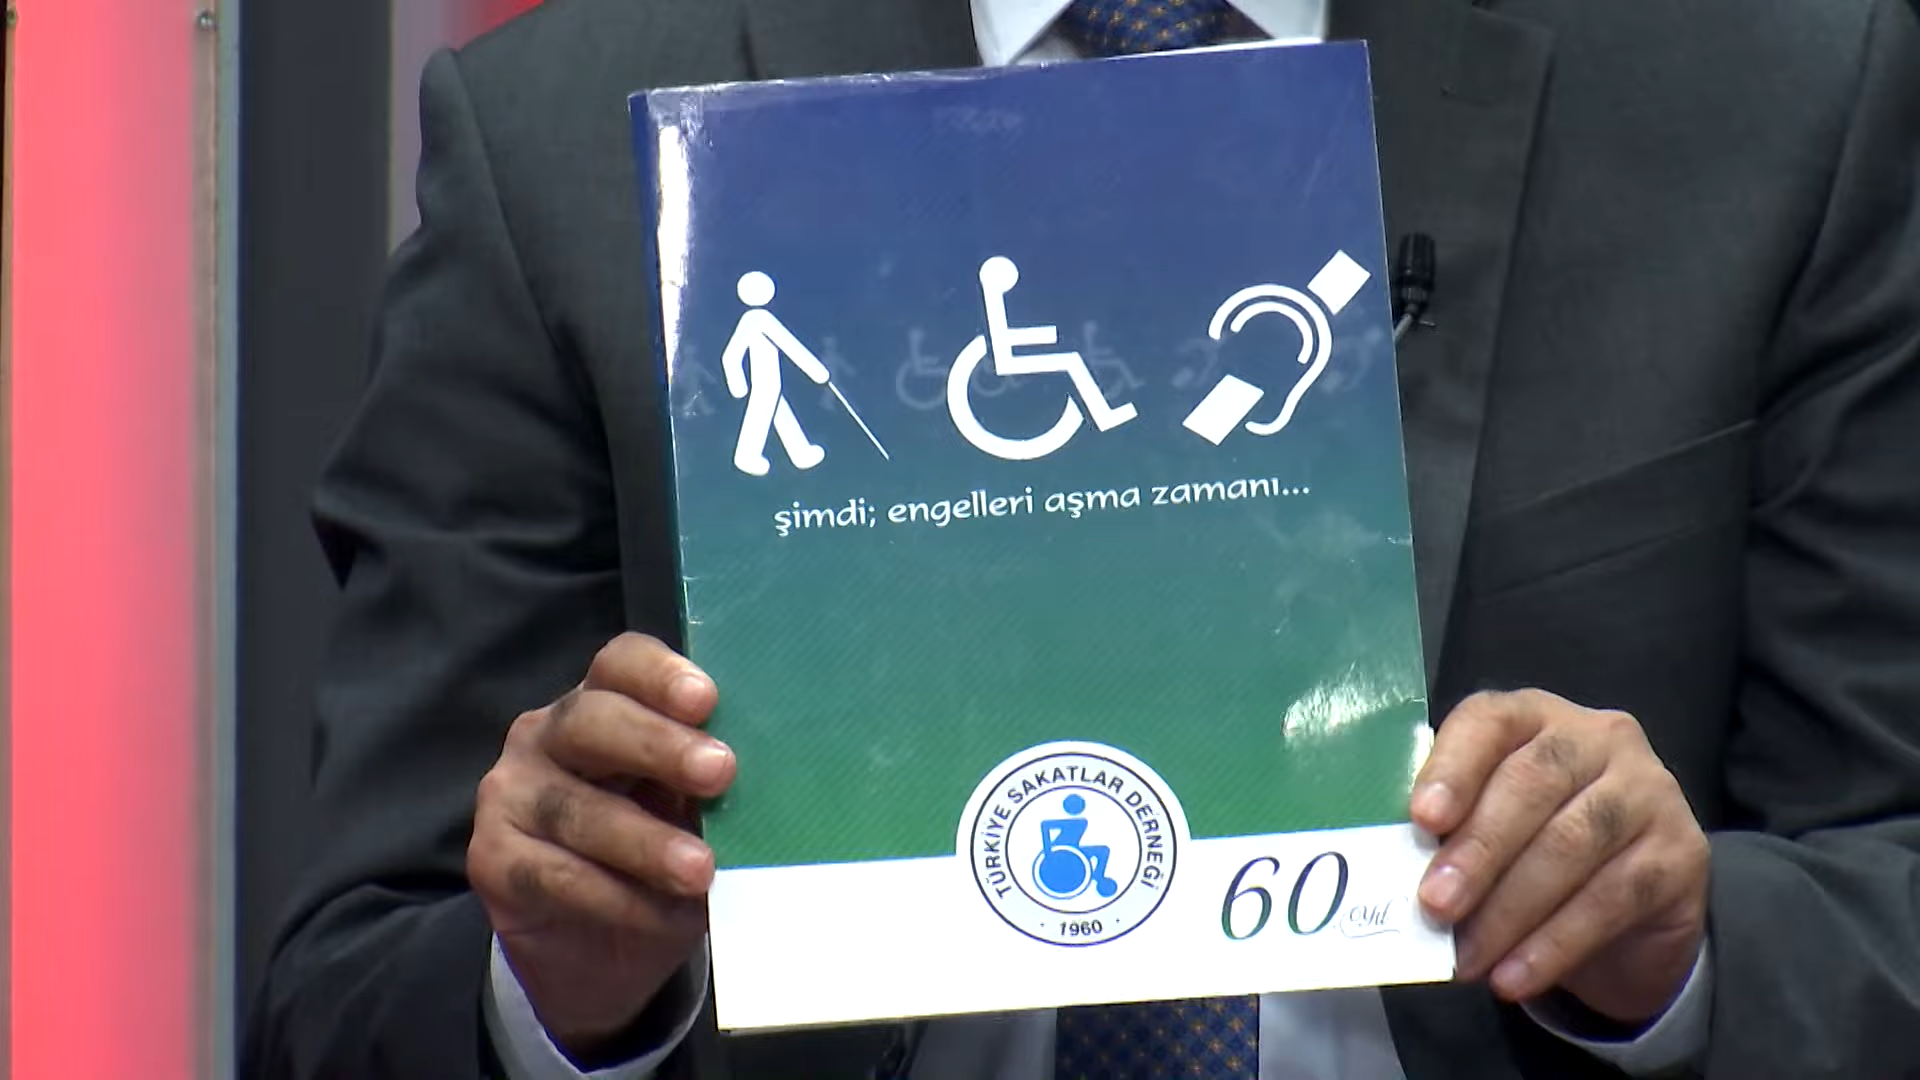 şimdi; engelleri aşma zamanı...
TÜRKİYE SAKATLAR DERNEĞİ
· 1960 ·
60. Yıl